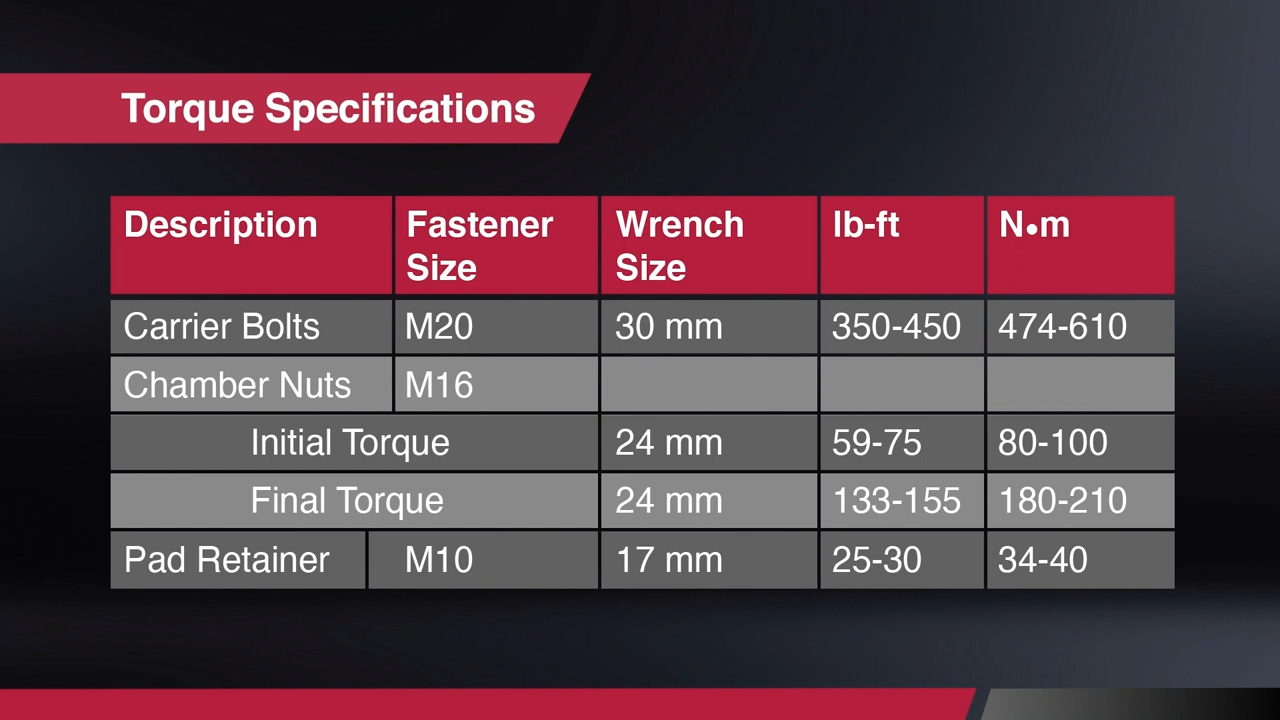 Torque Specifications
Description Fastener Size Wrench Size lb-ft N•m
Carrier Bolts M20 30 mm 350-450 474-610
Chamber Nuts M16
Initial Torque 24 mm 59-75 80-100
Final Torque 24 mm 133-155 180-210
Pad Retainer M10 17 mm 25-30 34-40